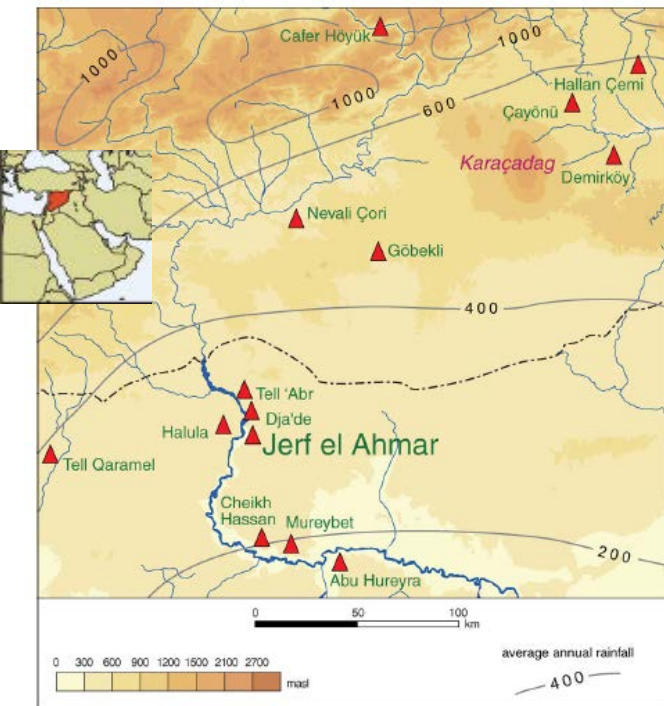 Cafer Höyük
1000
1000
1000
600
Hallan Çemi
Çayönü
Karaçadag
Demirköy
Nevali Çori
Göbekli
400
Tell 'Abr
Dja'de
Halula
Jerf el Ahmar
Tell Qaramel
Cheikh
Hassan
Mureybet
200
Abu Hureyra
0 50 100
km
average annual rainfall
0 300 600 900 1200 1500 2100 2700
masl
400